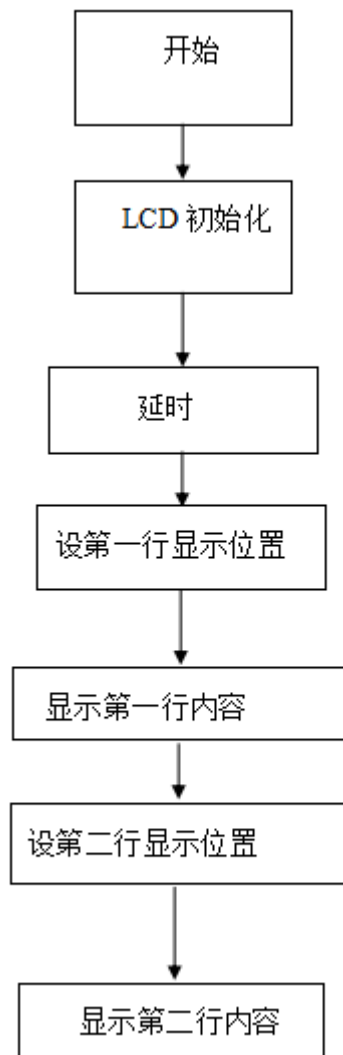 开始
LCD 初始化
延时
设第一行显示位置
显示第一行内容
设第二行显示位置
显示第二行内容